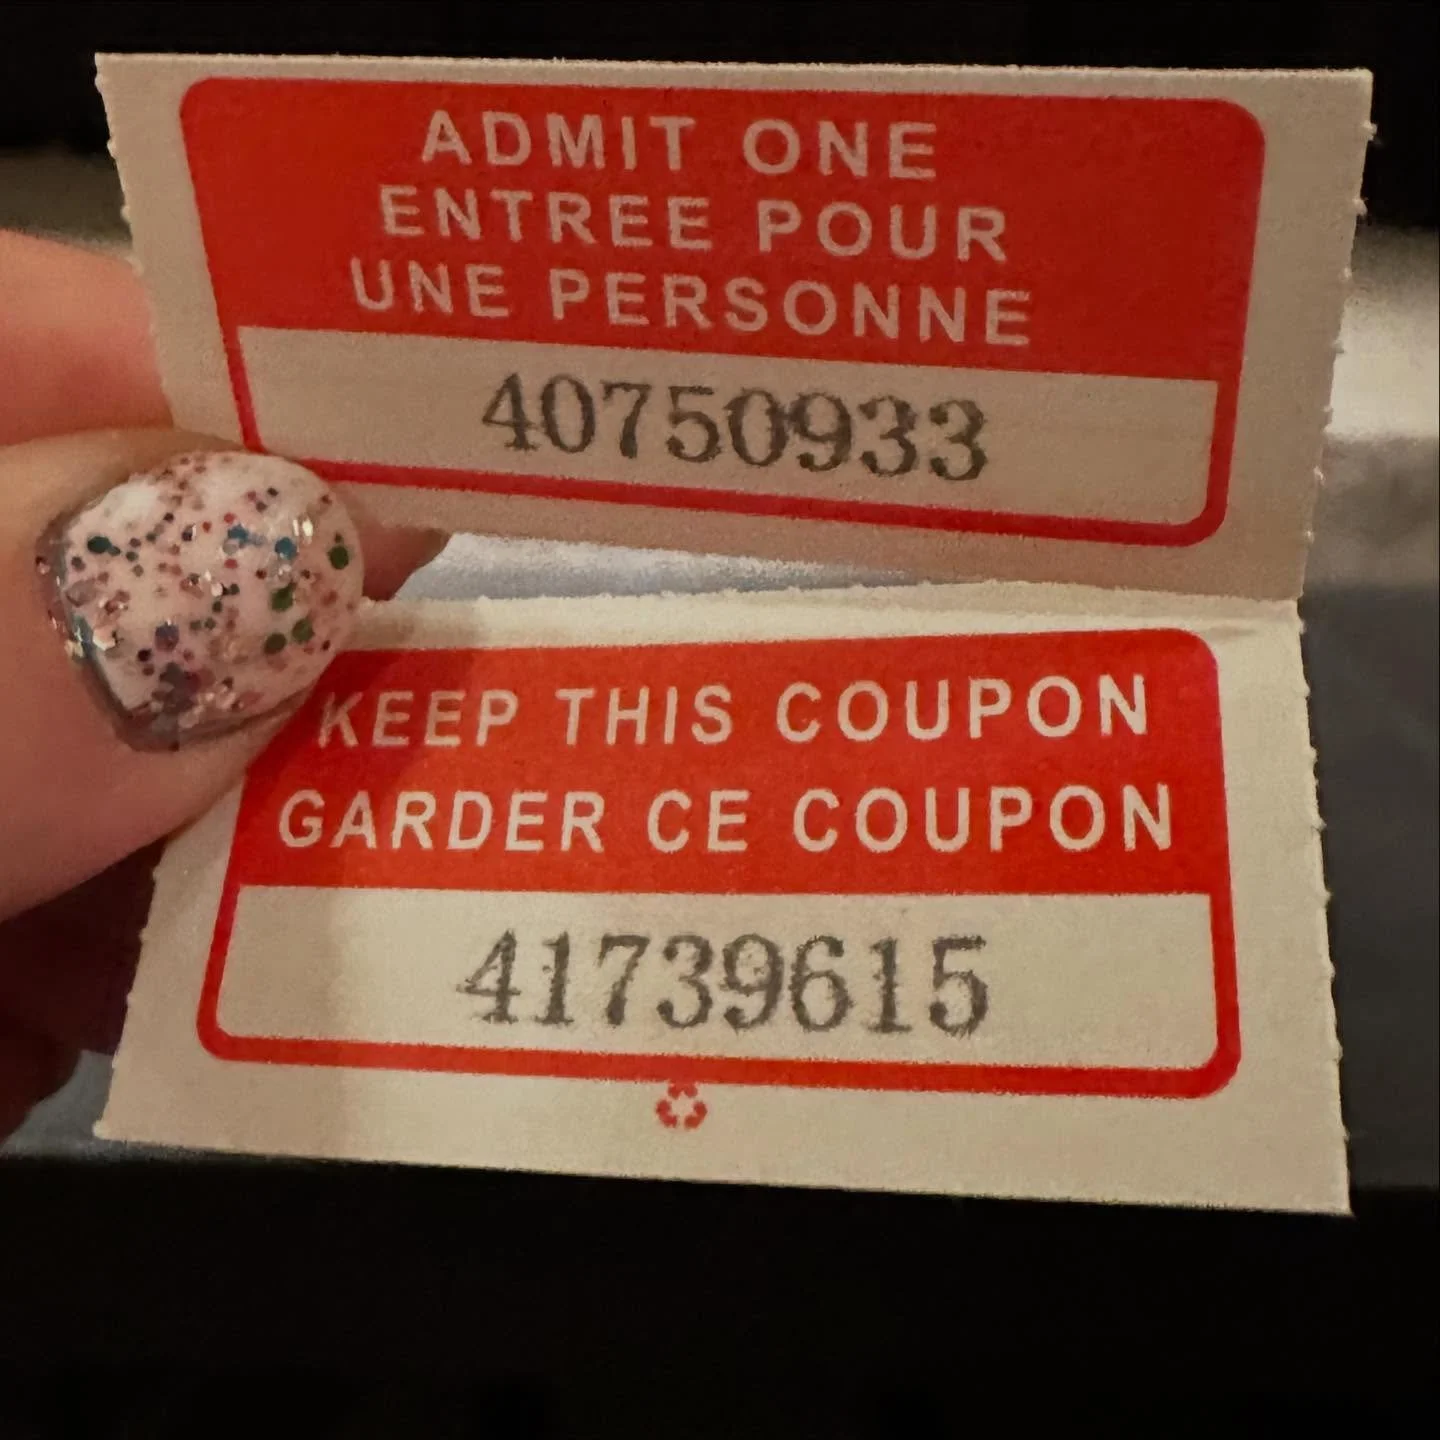 ADMIT ONE
ENTREE POUR
UNE PERSONNE
40750933
KEEP THIS COUPON
GARDER CE COUPON
41739615